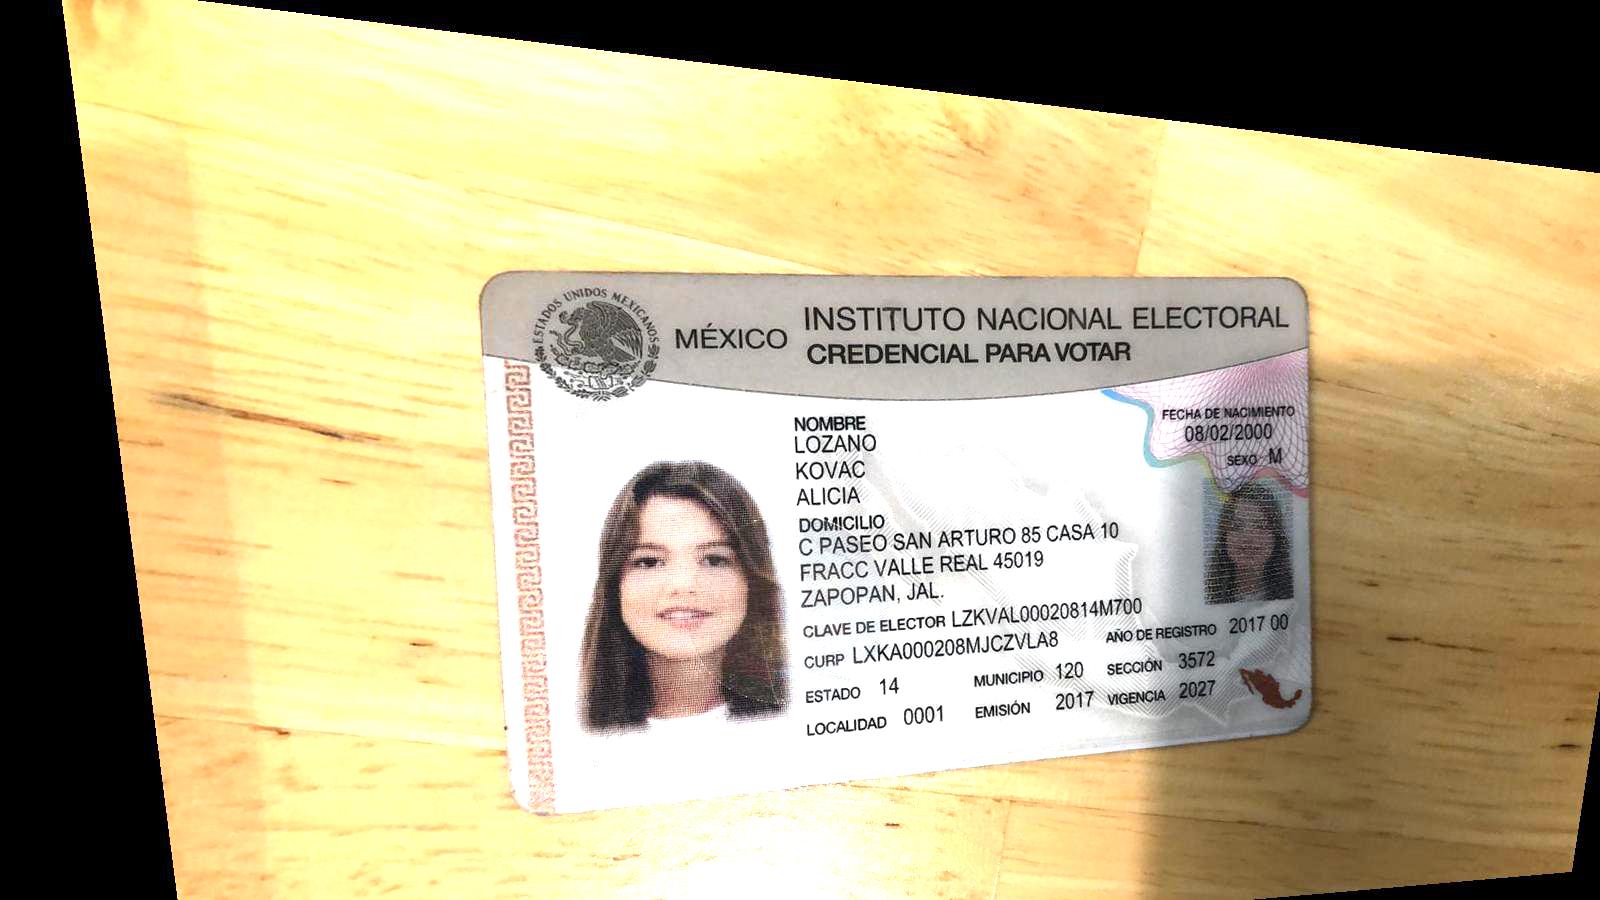 ESTADOS UNIDOS MEXICANOS
MÉXICO
INSTITUTO NACIONAL ELECTORAL
CREDENCIAL PARA VOTAR
NOMBRE
LOZANO
KOVAC
ALICIA
FECHA DE NACIMIENTO
08/02/2000
SEXO M
DOMICILIO
C PASEO SAN ARTURO 85 CASA 10
FRACC VALLE REAL 45019
ZAPOPAN, JAL.
CLAVE DE ELECTOR LZKVAL00020814M700
CURP LXKA000208MJCZVLA8 AÑO DE REGISTRO 2017 00
ESTADO 14 MUNICIPIO 120 SECCIÓN 3572
LOCALIDAD 0001 EMISIÓN 2017 VIGENCIA 2027